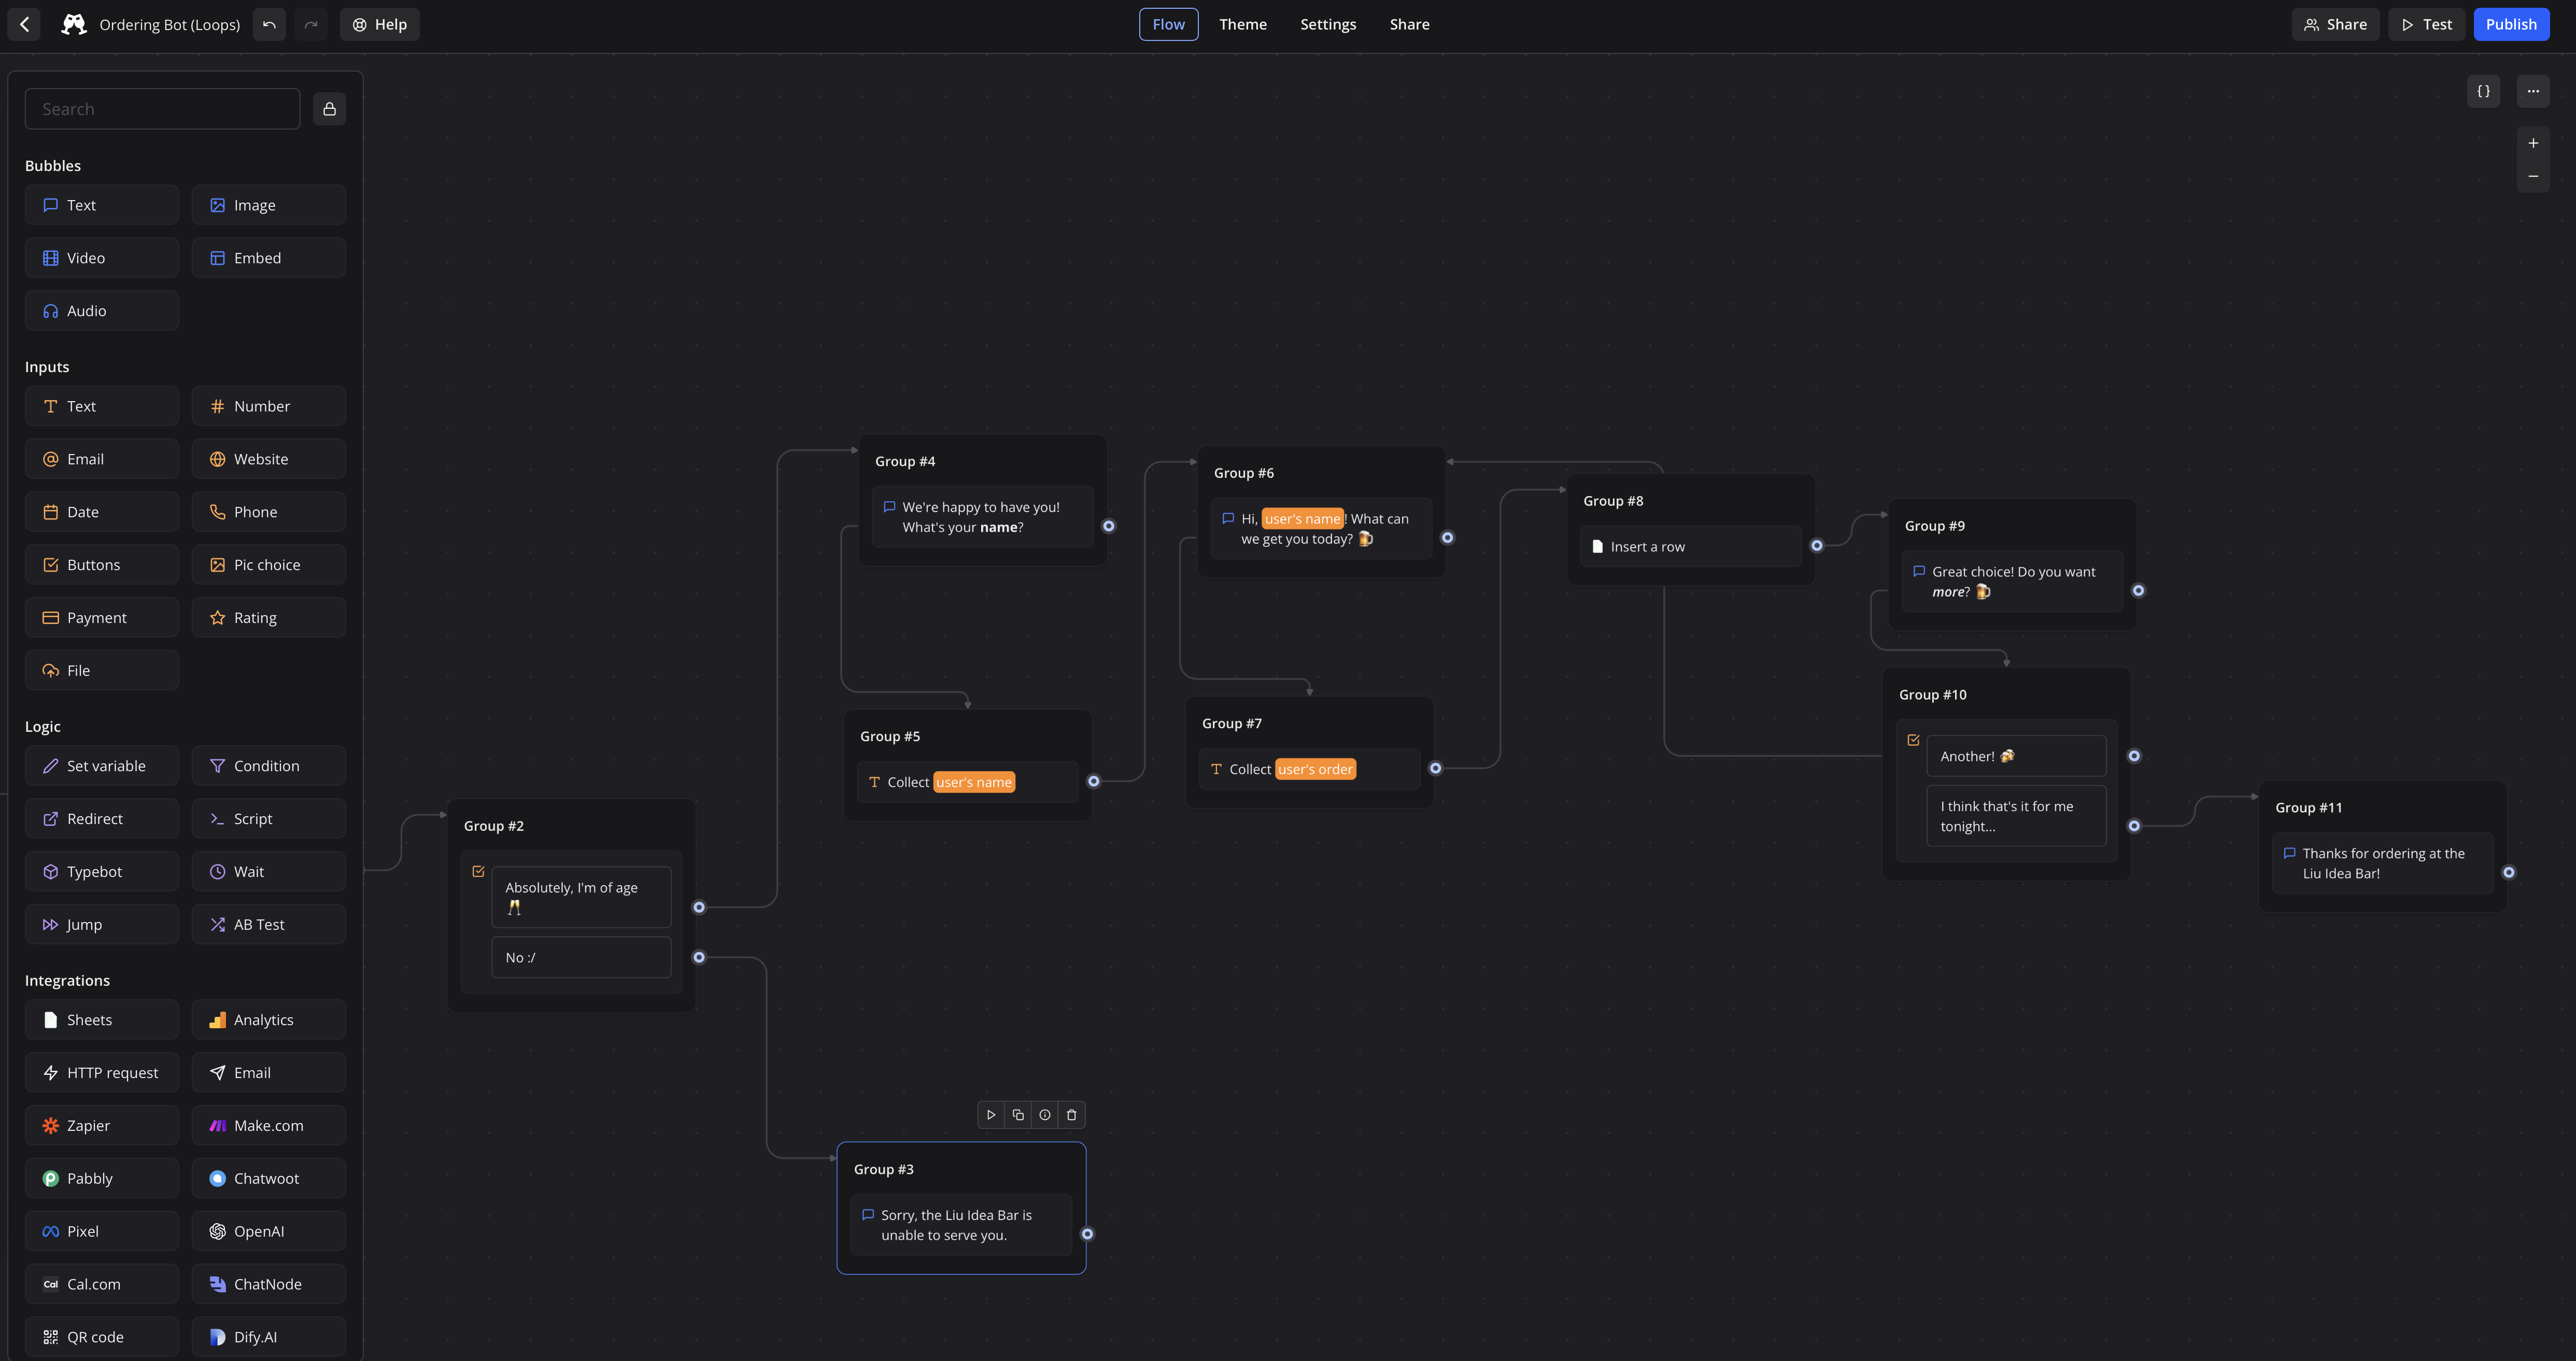 Ordering Bot (Loops)
Help
Flow
Theme
Settings
Share
Share
Test
Publish
Search
Bubbles
Text
Image
Video
Embed
Audio
Inputs
Text
Number
Email
Website
Date
Phone
Buttons
Pic choice
Payment
Rating
File
Logic
Set variable
Condition
Redirect
Script
Typebot
Wait
Jump
AB Test
Integrations
Sheets
Analytics
HTTP request
Email
Zapier
Make.com
Pabbly
Chatwoot
Pixel
OpenAI
Cal
Cal.com
ChatNode
QR code
Dify.AI
Group #2
Absolutely, I'm of age
🥂
No :/
Group #3
Sorry, the Liu Idea Bar is
unable to serve you.
Group #4
We're happy to have you!
What's your name?
Group #5
Collect user's name
Group #6
Hi, user's name! What can
we get you today? 🍺
Group #7
Collect user's order
Group #8
Insert a row
Group #9
Great choice! Do you want
more? 🍺
Group #10
Another! 🍻
I think that's it for me
tonight...
Group #11
Thanks for ordering at the
Liu Idea Bar!